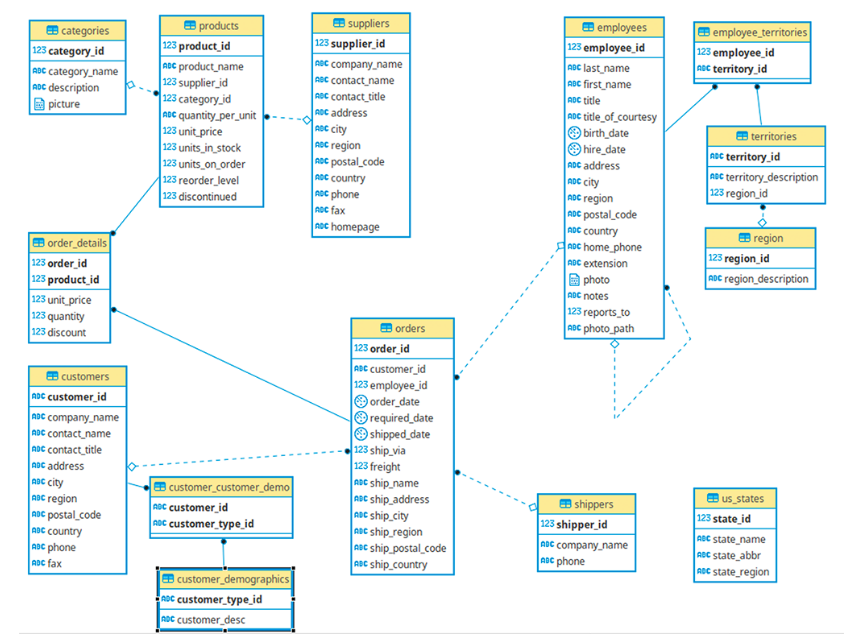 categories
123 category_id
ABC category_name
ABC description
picture
products
123 product_id
ABC product_name
123 supplier_id
123 category_id
ABC quantity_per_unit
123 unit_price
123 units_in_stock
123 units_on_order
123 reorder_level
123 discontinued
suppliers
123 supplier_id
ABC company_name
ABC contact_name
ABC contact_title
ABC address
ABC city
ABC region
ABC postal_code
ABC country
ABC phone
ABC fax
ABC homepage
employees
123 employee_id
ABC last_name
ABC first_name
ABC title
ABC title_of_courtesy
birth_date
hire_date
ABC address
ABC city
ABC region
ABC postal_code
ABC country
ABC home_phone
ABC extension
photo
ABC notes
123 reports_to
ABC photo_path
employee_territories
123 employee_id
ABC territory_id
territories
ABC territory_id
ABC territory_description
123 region_id
region
123 region_id
ABC region_description
order_details
123 order_id
123 product_id
123 unit_price
123 quantity
123 discount
orders
123 order_id
ABC customer_id
123 employee_id
order_date
required_date
shipped_date
123 ship_via
123 freight
ABC ship_name
ABC ship_address
ABC ship_city
ABC ship_region
ABC ship_postal_code
ABC ship_country
customers
ABC customer_id
ABC company_name
ABC contact_name
ABC contact_title
ABC address
ABC city
ABC region
ABC postal_code
ABC country
ABC phone
ABC fax
customer_customer_demo
ABC customer_id
ABC customer_type_id
customer_demographics
ABC customer_type_id
ABC customer_desc
shippers
123 shipper_id
ABC company_name
ABC phone
us_states
123 state_id
ABC state_name
ABC state_abbr
ABC state_region